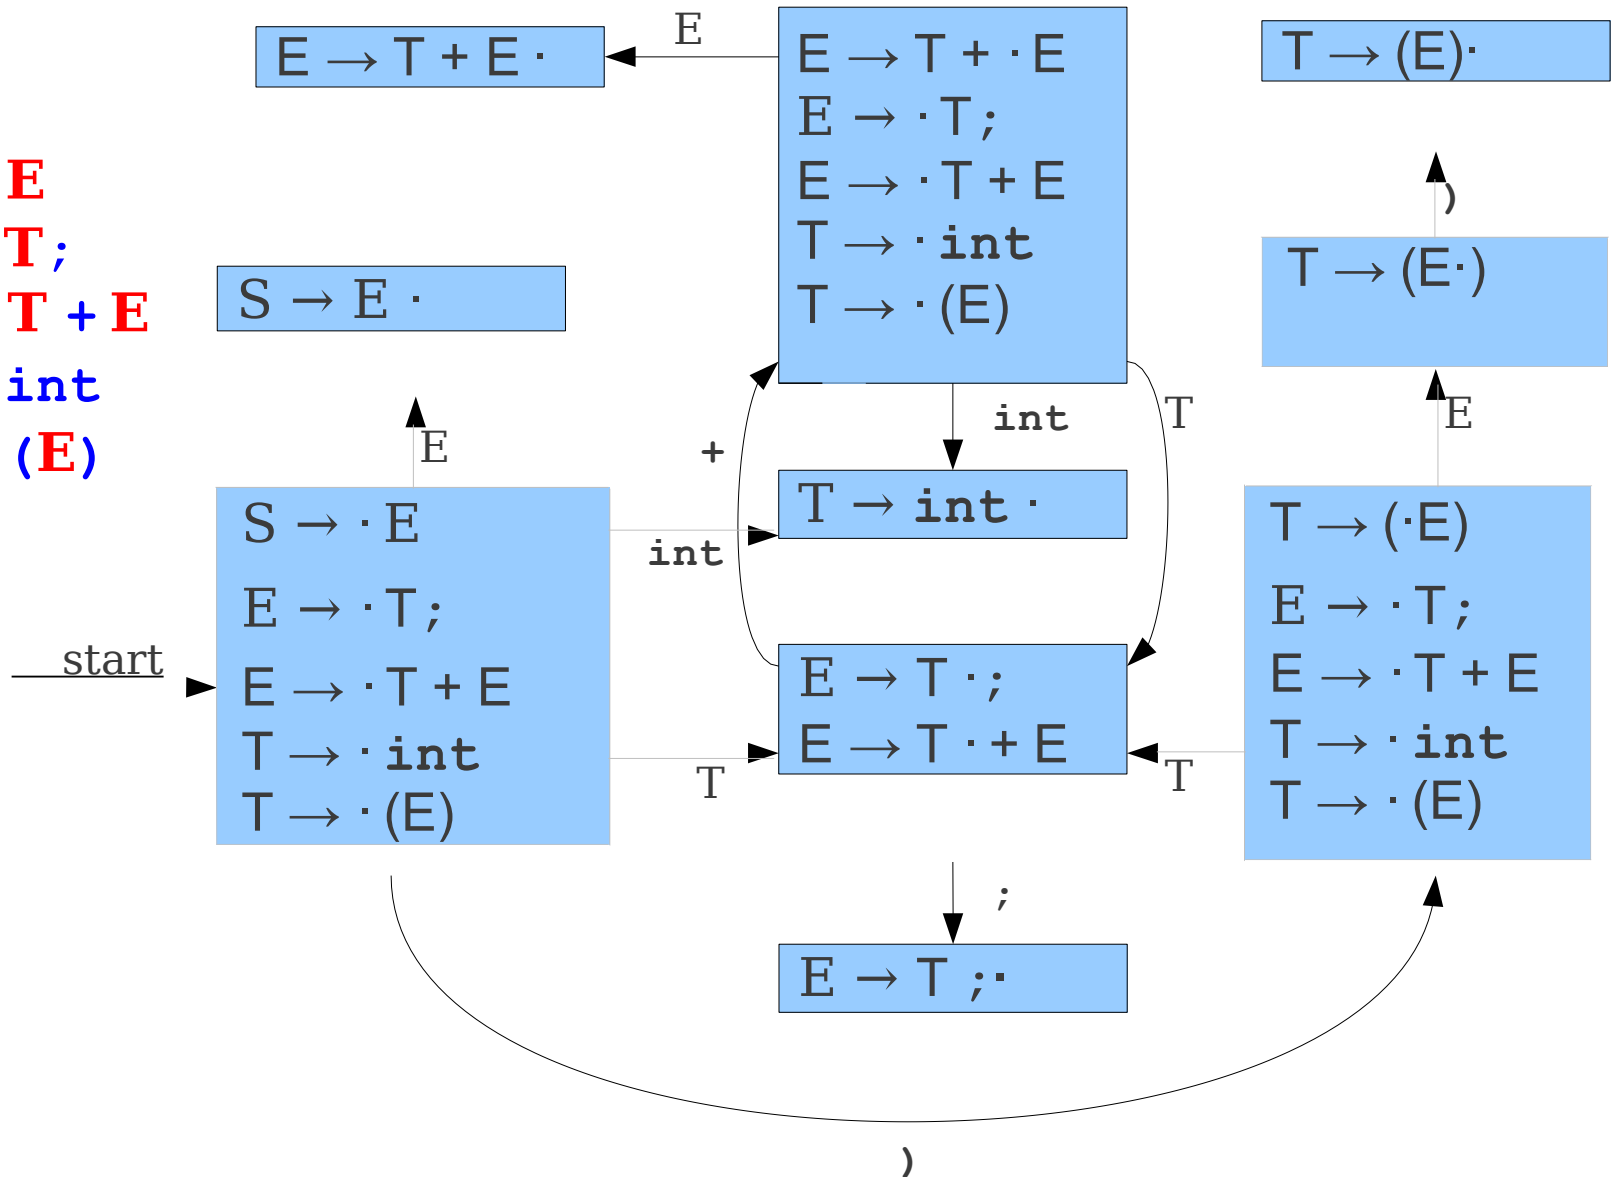 E
T ;
T + E
int
(E)
start
E → T + E ·
E
E → T + · E
E → · T ;
E → · T + E
T → · int
T → · (E)
T → (E)·
)
T → (E·)
E
S → E ·
E
S → · E
E → · T ;
E → · T + E
T → · int
T → · (E)
+
int
T
int
T → int ·
T
E → T · ;
E → T · + E
T
T → (·E)
E → · T ;
E → · T + E
T → · int
T → · (E)
;
E → T ;·
)